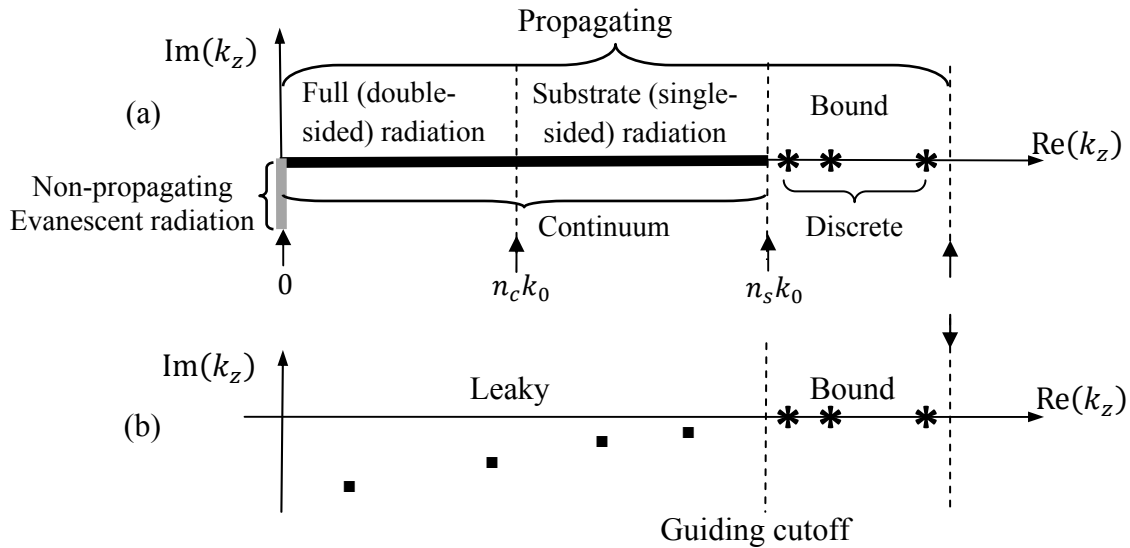 Propagating
Im(k_z)
(a)
Full (double-
sided) radiation
Substrate (single-
sided) radiation
Bound
Re(k_z)
Non-propagating
Evanescent radiation
Continuum
Discrete
0
n_c k_0
n_s k_0
Im(k_z)
(b)
Leaky
Bound
Re(k_z)
Guiding cutoff